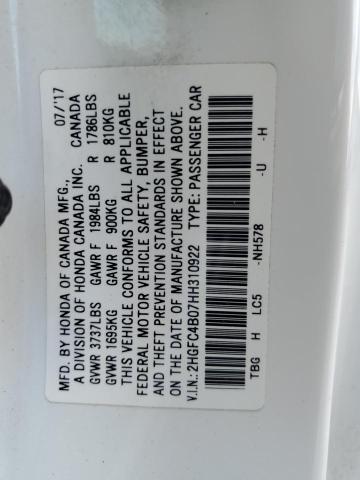 MFD. BY HONDA OF CANADA MFG., 07/'17
A DIVISION OF HONDA CANADA INC. CANADA
GVWR 3737LBS GAWR F 1984LBS R 1786LBS
GVWR 1695KG GAWR F 900KG R 810KG
THIS VEHICLE CONFORMS TO ALL APPLICABLE
FEDERAL MOTOR VEHICLE SAFETY, BUMPER,
AND THEFT PREVENTION STANDARDS IN EFFECT
ON THE DATE OF MANUFACTURE SHOWN ABOVE.
V.I.N.: 2HGFC4B07HH310922 TYPE: PASSENGER CAR
TBG H LC5 -NH578 -U -H